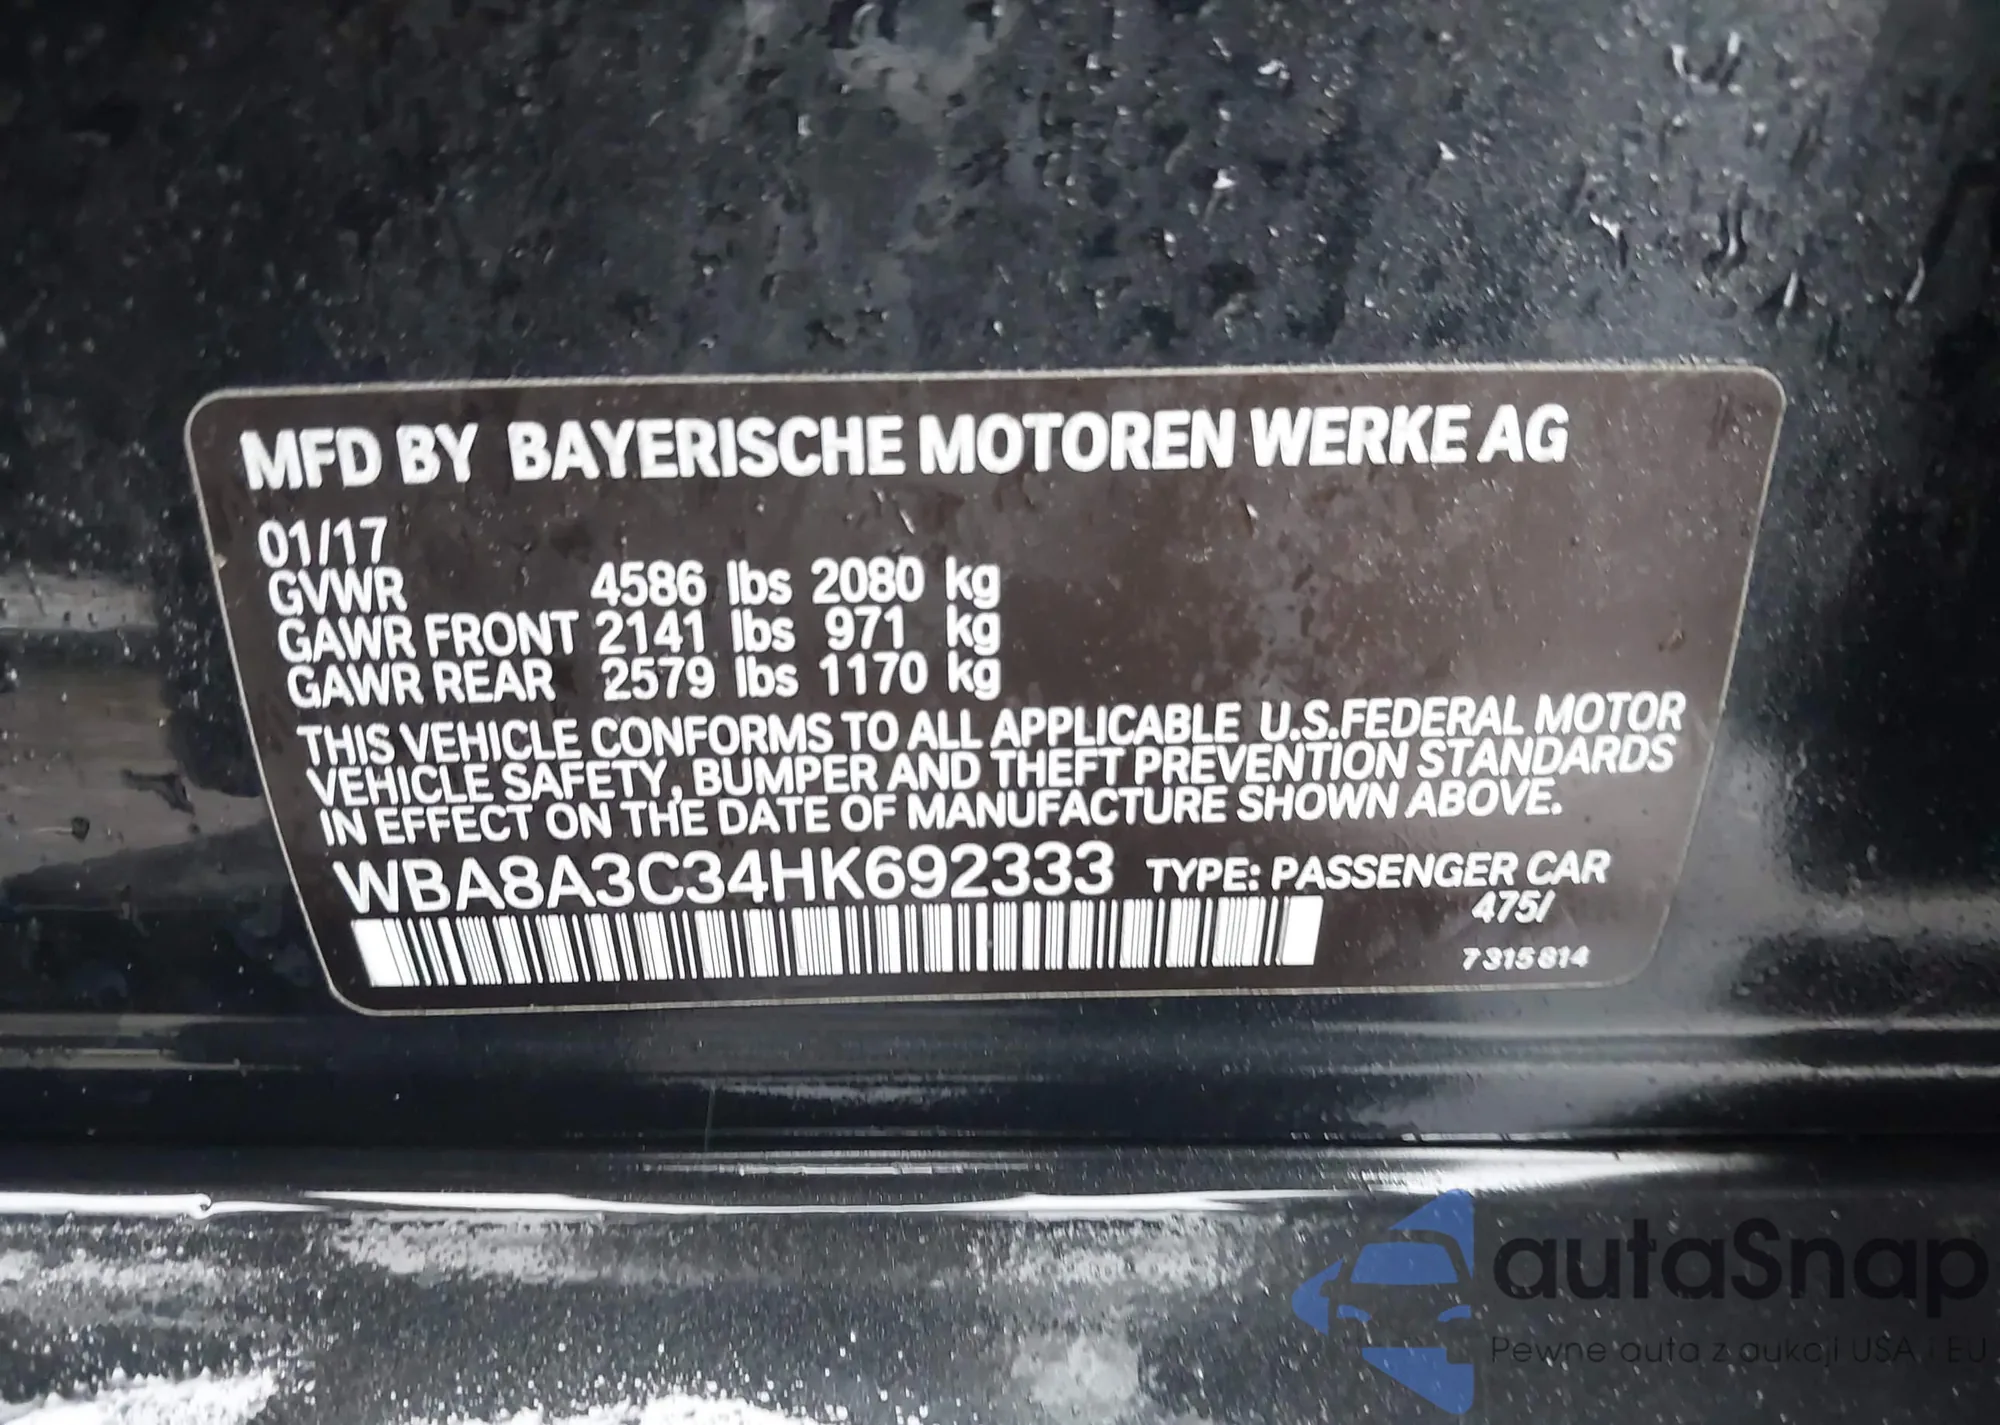 MFD BY BAYERISCHE MOTOREN WERKE AG
01/17
GVWR 4586 lbs 2080 kg
GAWR FRONT 2141 lbs 971 kg
GAWR REAR 2579 lbs 1170 kg
THIS VEHICLE CONFORMS TO ALL APPLICABLE U.S.FEDERAL MOTOR
VEHICLE SAFETY, BUMPER AND THEFT PREVENTION STANDARDS
IN EFFECT ON THE DATE OF MANUFACTURE SHOWN ABOVE.
WBA8A3C34HK692333 TYPE: PASSENGER CAR
475/
7 315 814
autaSnap
Pewne auta z aukcji USA i EU